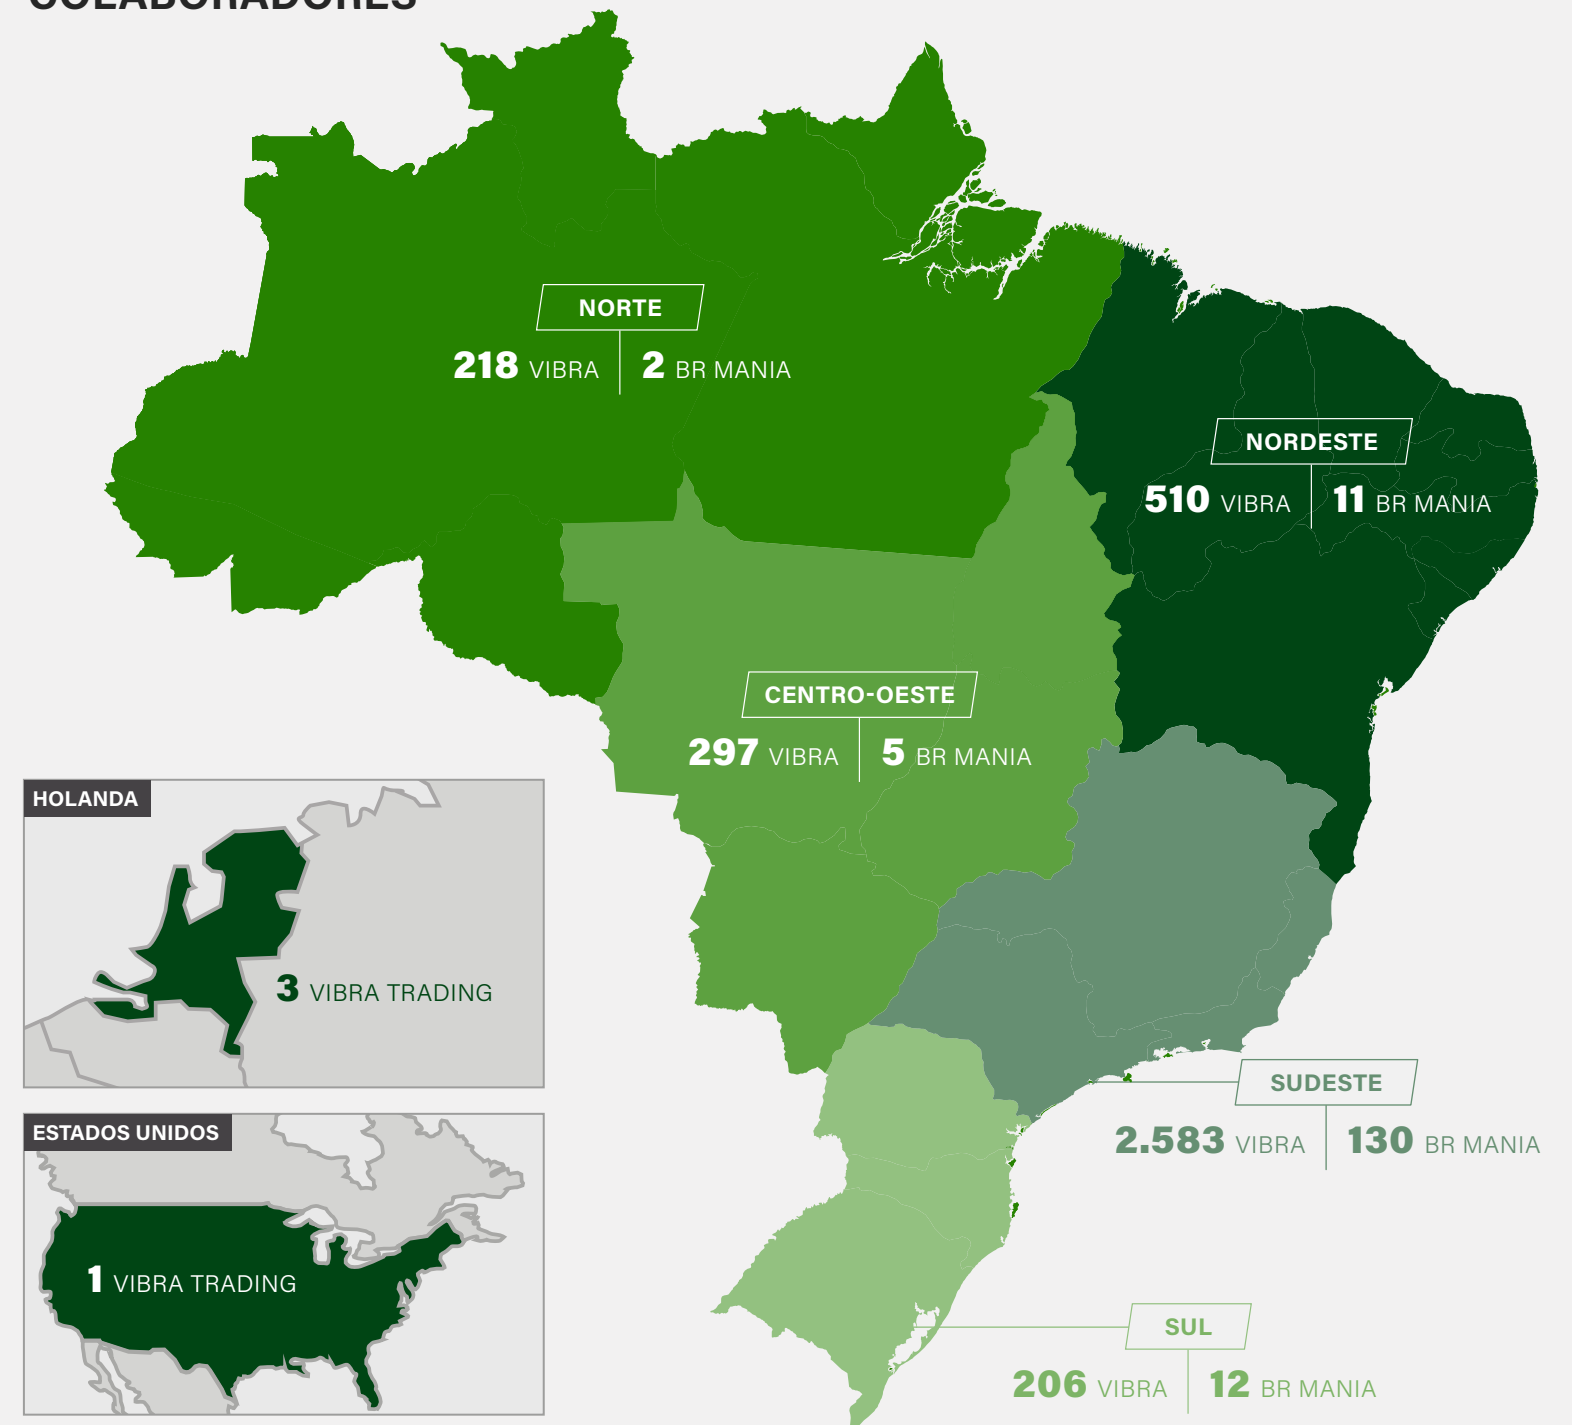 COLABORADORES
NORTE
218 VIBRA 2 BR MANIA
NORDESTE
510 VIBRA 11 BR MANIA
CENTRO-OESTE
297 VIBRA 5 BR MANIA
HOLANDA
3 VIBRA TRADING
SUDESTE
2.583 VIBRA 130 BR MANIA
ESTADOS UNIDOS
1 VIBRA TRADING
SUL
206 VIBRA 12 BR MANIA